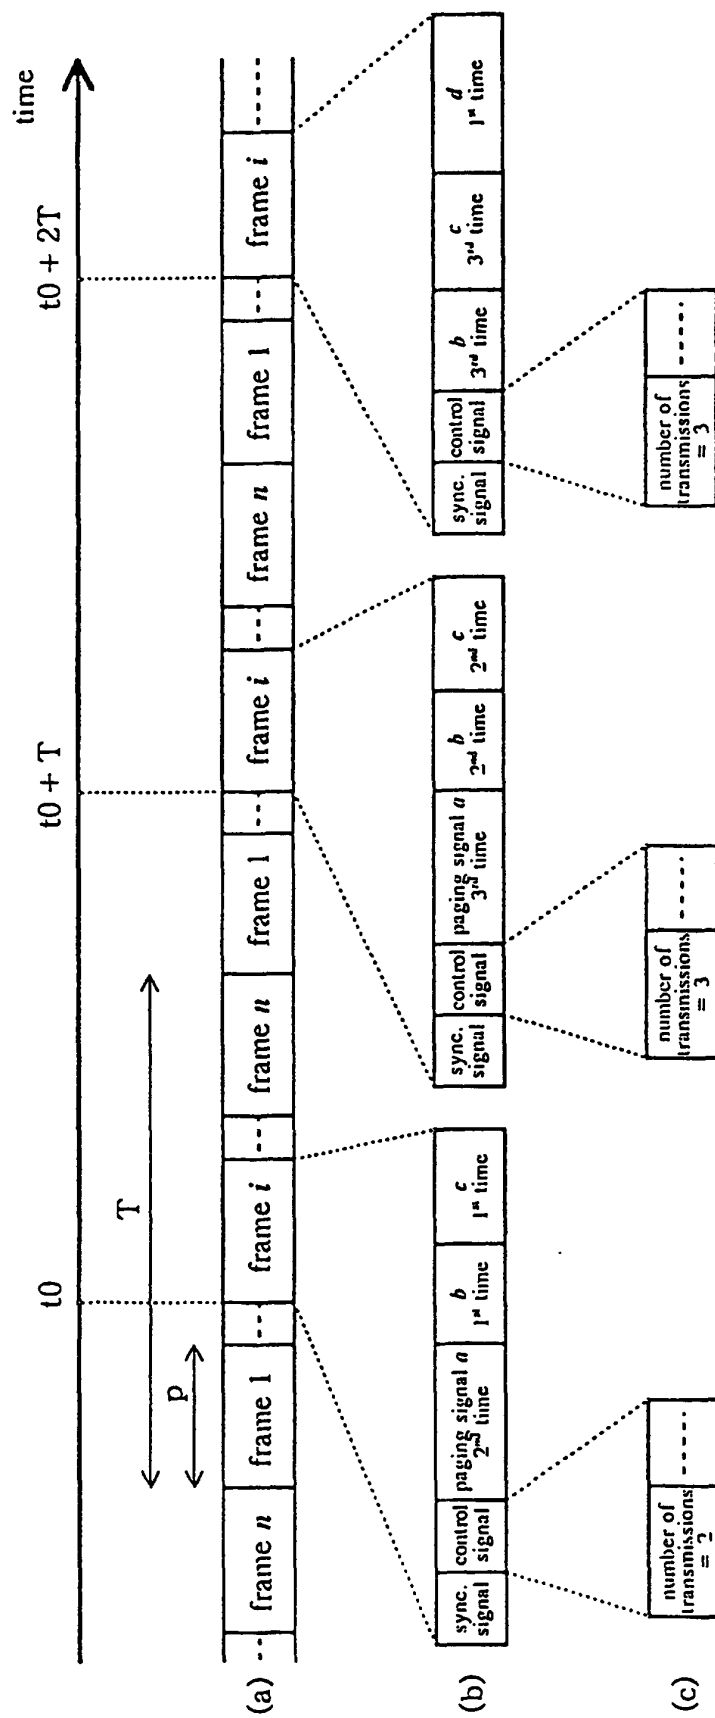 time
t0
t0 + T
t0 + 2T
T
p
(a)
frame n
frame 1
frame i
frame n
frame 1
frame i
frame n
frame 1
frame i
(b)
sync.
signal
control
signal
paging signal a
2nd time
b
1st time
c
1st time
sync.
signal
control
signal
paging signal a
3rd time
b
2nd time
c
2nd time
sync.
signal
control
signal
b
3rd time
c
3rd time
d
1st time
(c)
number of
transmissions
= 2
number of
transmissions
= 3
number of
transmissions
= 3